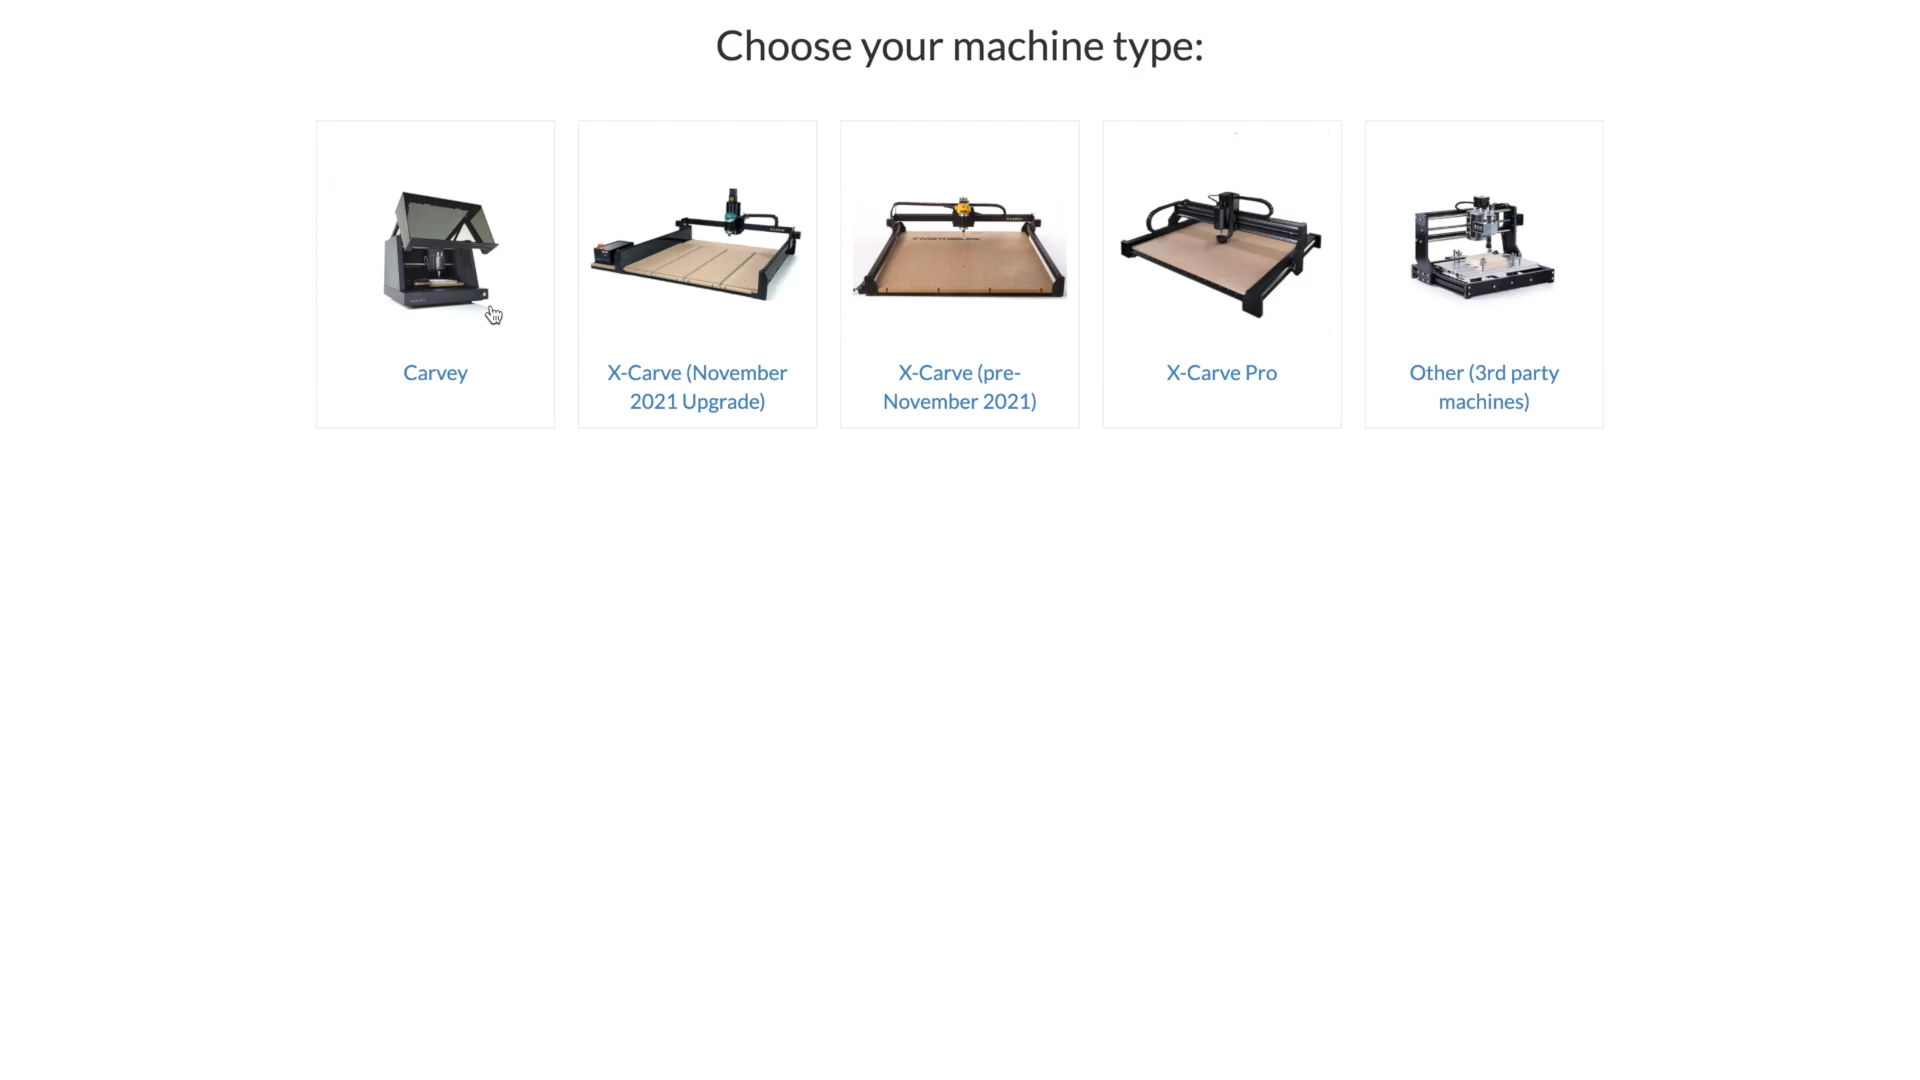 Choose your machine type:
Carvey
X-Carve (November
2021 Upgrade)
X-Carve (pre-
November 2021)
X-Carve Pro
Other (3rd party
machines)